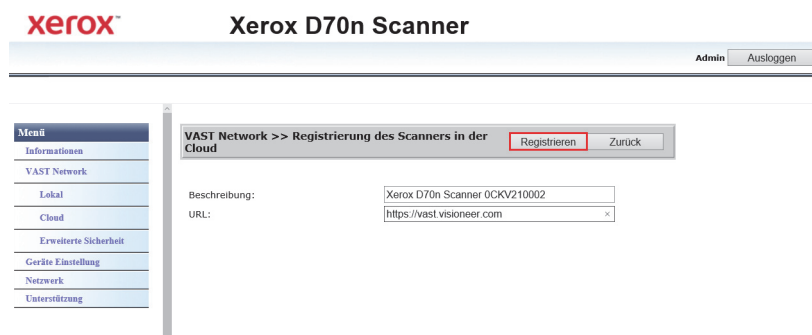 xerox™
Xerox D70n Scanner
Admin
Ausloggen
Menü
Informationen
VAST Network
Lokal
Cloud
Erweiterte Sicherheit
Geräte Einstellung
Netzwerk
Unterstützung
VAST Network >> Registrierung des Scanners in der
Cloud
Registrieren
Zurück
Beschreibung:
Xerox D70n Scanner 0CKV210002
URL:
https://vast.visioneer.com